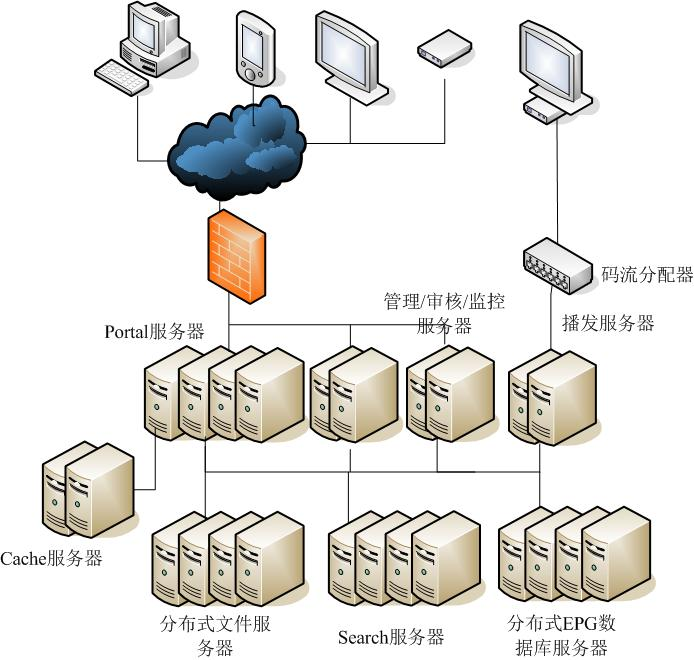 码流分配器
管理/审核/监控
服务器
播发服务器
Portal服务器
Cache服务器
分布式文件服
务器
Search服务器
分布式EPG数
据库服务器